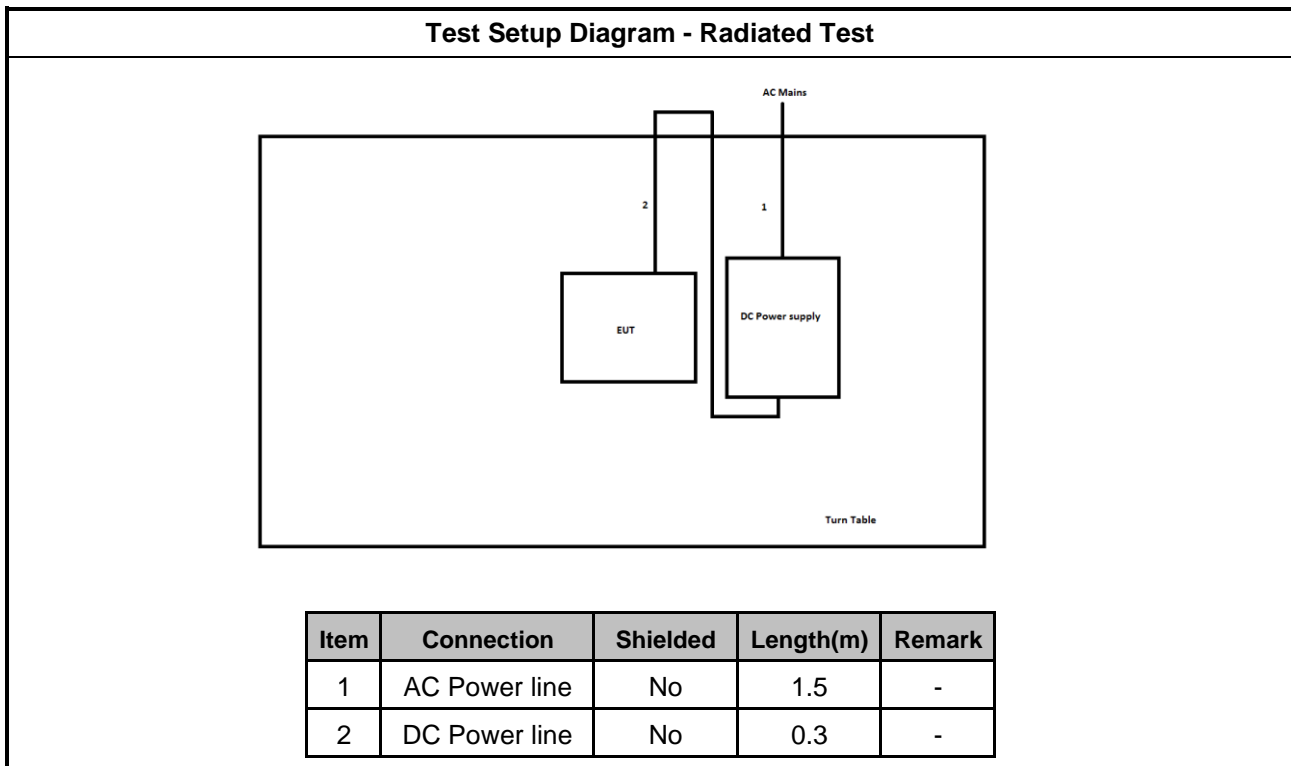 Test Setup Diagram - Radiated Test
AC Mains
2
1
EUT
DC Power supply
Turn Table
Item Connection Shielded Length(m) Remark
1 AC Power line No 1.5 -
2 DC Power line No 0.3 -